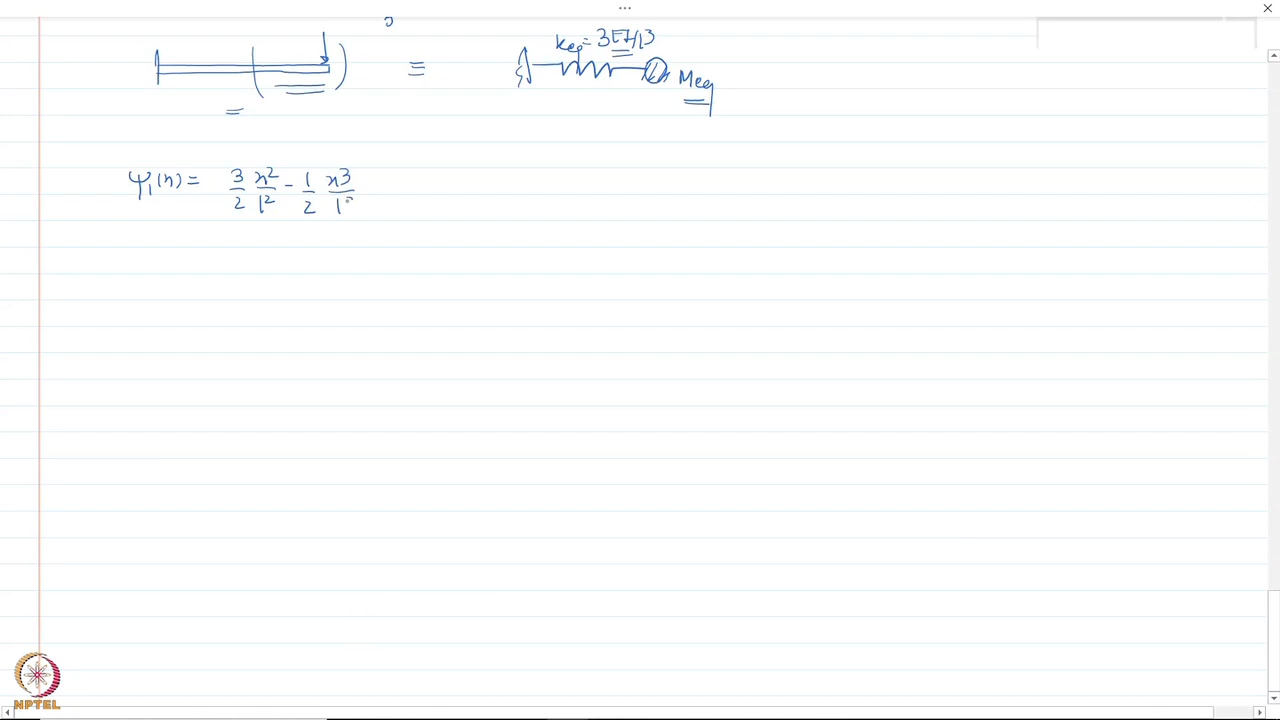 keq = 3EI/l3
≡
Meq
=
ψ1(x) = 3/2 x2/l2 - 1/2 x3/l3
NPTEL